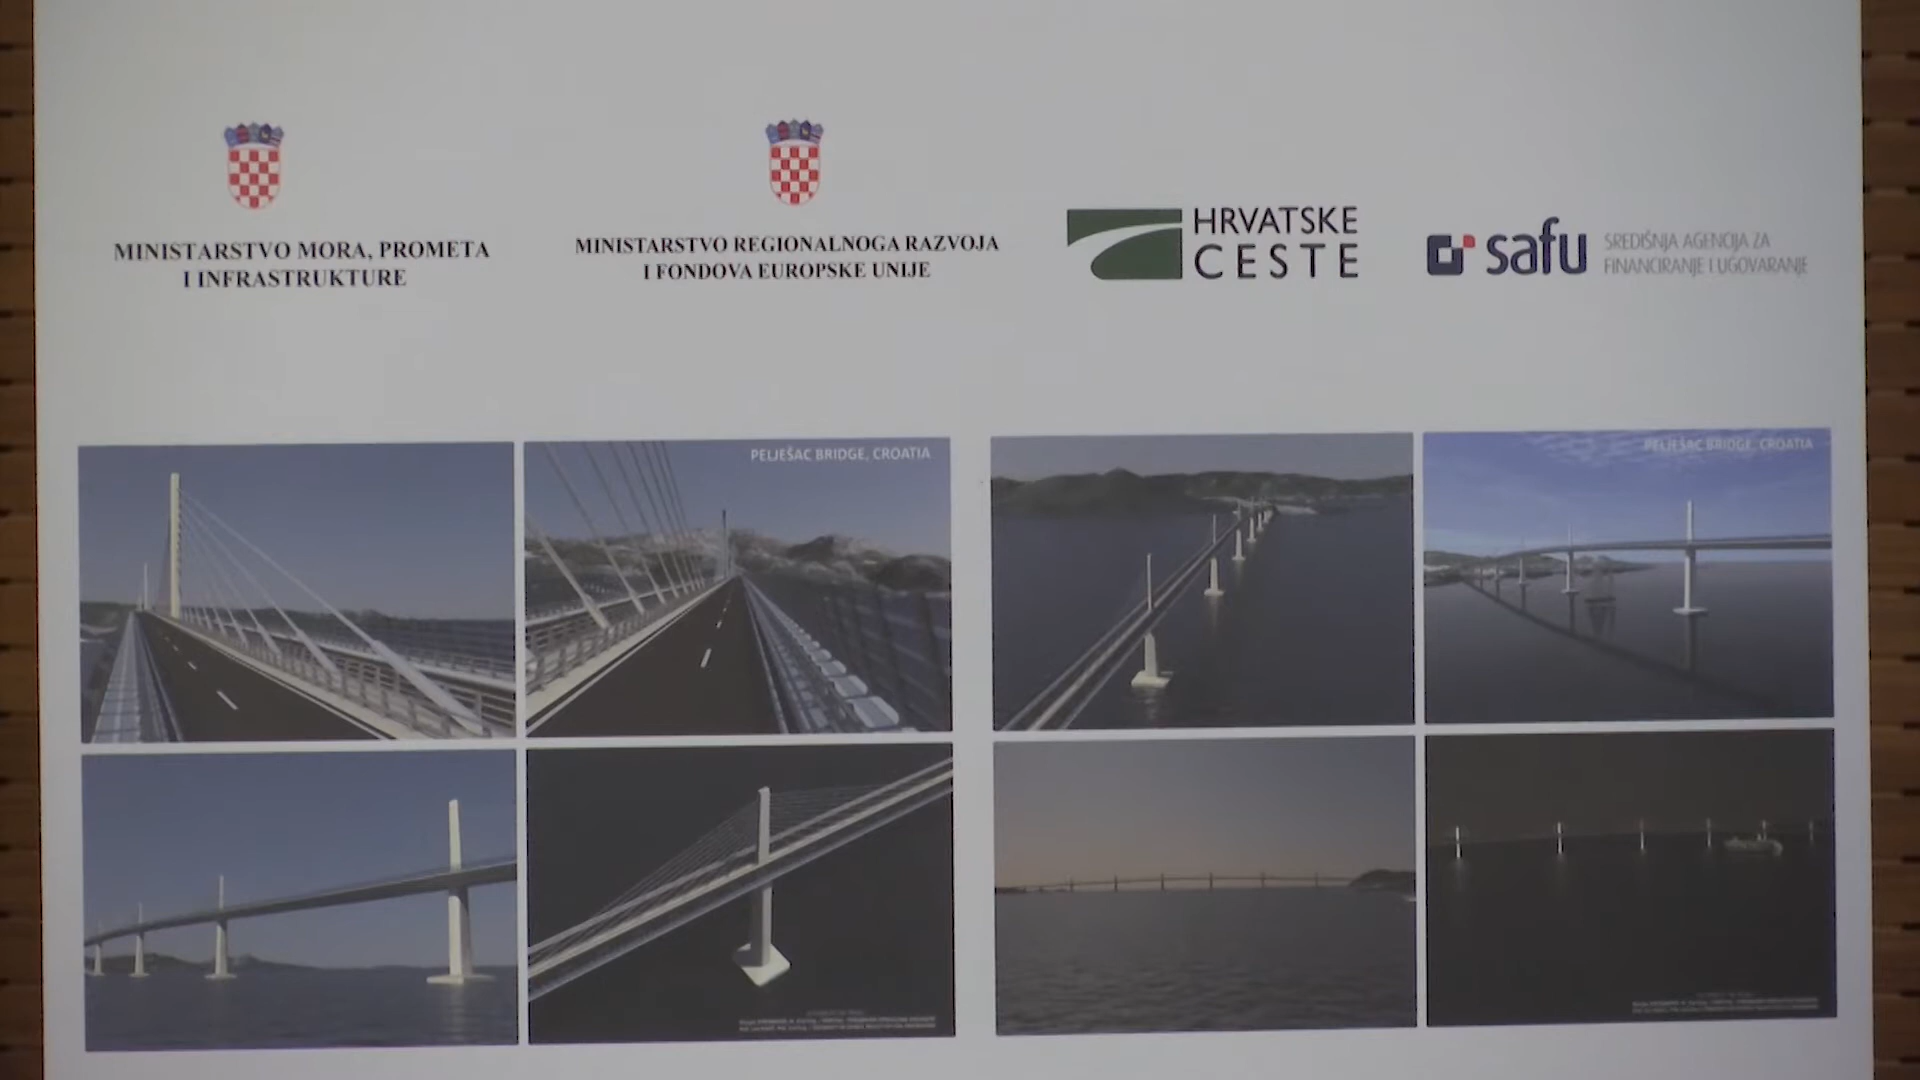 MINISTARSTVO MORA, PROMETA
I INFRASTRUKTURE
MINISTARSTVO REGIONALNOGA RAZVOJA
I FONDOVA EUROPSKE UNIJE
HRVATSKE
CESTE
safu
SREDIŠNJA AGENCIJA ZA
FINANCIRANJE I UGOVARANJE
PELJEŠAC BRIDGE, CROATIA
PELJEŠAC BRIDGE, CROATIA